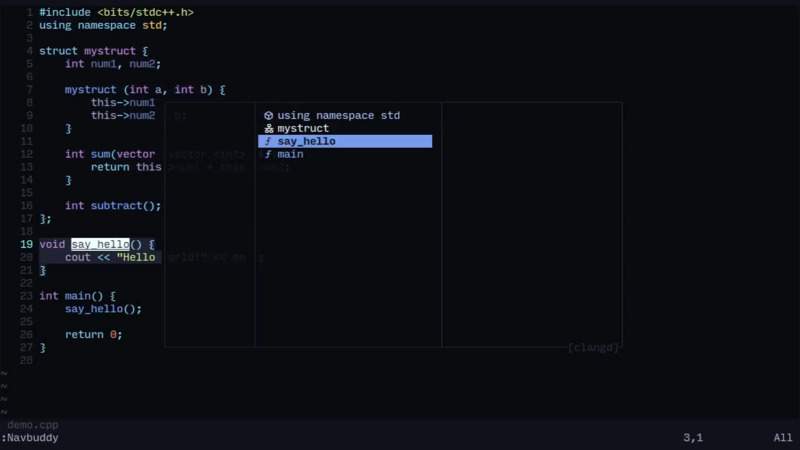 1 #include <bits/stdc++.h>
2 using namespace std;
3
4 struct mystruct {
5 int num1, num2;
6
7 mystruct (int a, int b) {
8 this->num1
9 this->num2 b;
10 }
11
12 int sum(vector
13 return this
14 }
15
16 int subtract();
17 };
18
19 void say_hello() {
20 cout << "Hello
21 }
22
23 int main() {
24 say_hello();
25
26 return 0;
27 }
28
using namespace std
mystruct
f say_hello
f main
[clangd]
~
~
~
~
demo.cpp
:Navbuddy 3,1 All